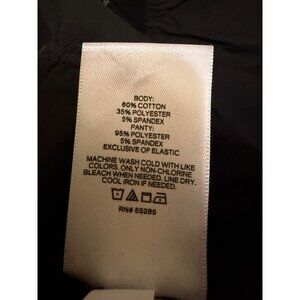 BODY:
60% COTTON
35% POLYESTER
5% SPANDEX
PANTY:
95% POLYESTER
5% SPANDEX
EXCLUSIVE OF ELASTIC
MACHINE WASH COLD WITH LIKE
COLORS. ONLY NON-CHLORINE
BLEACH WHEN NEEDED. LINE DRY.
COOL IRON IF NEEDED.
RN# 55285